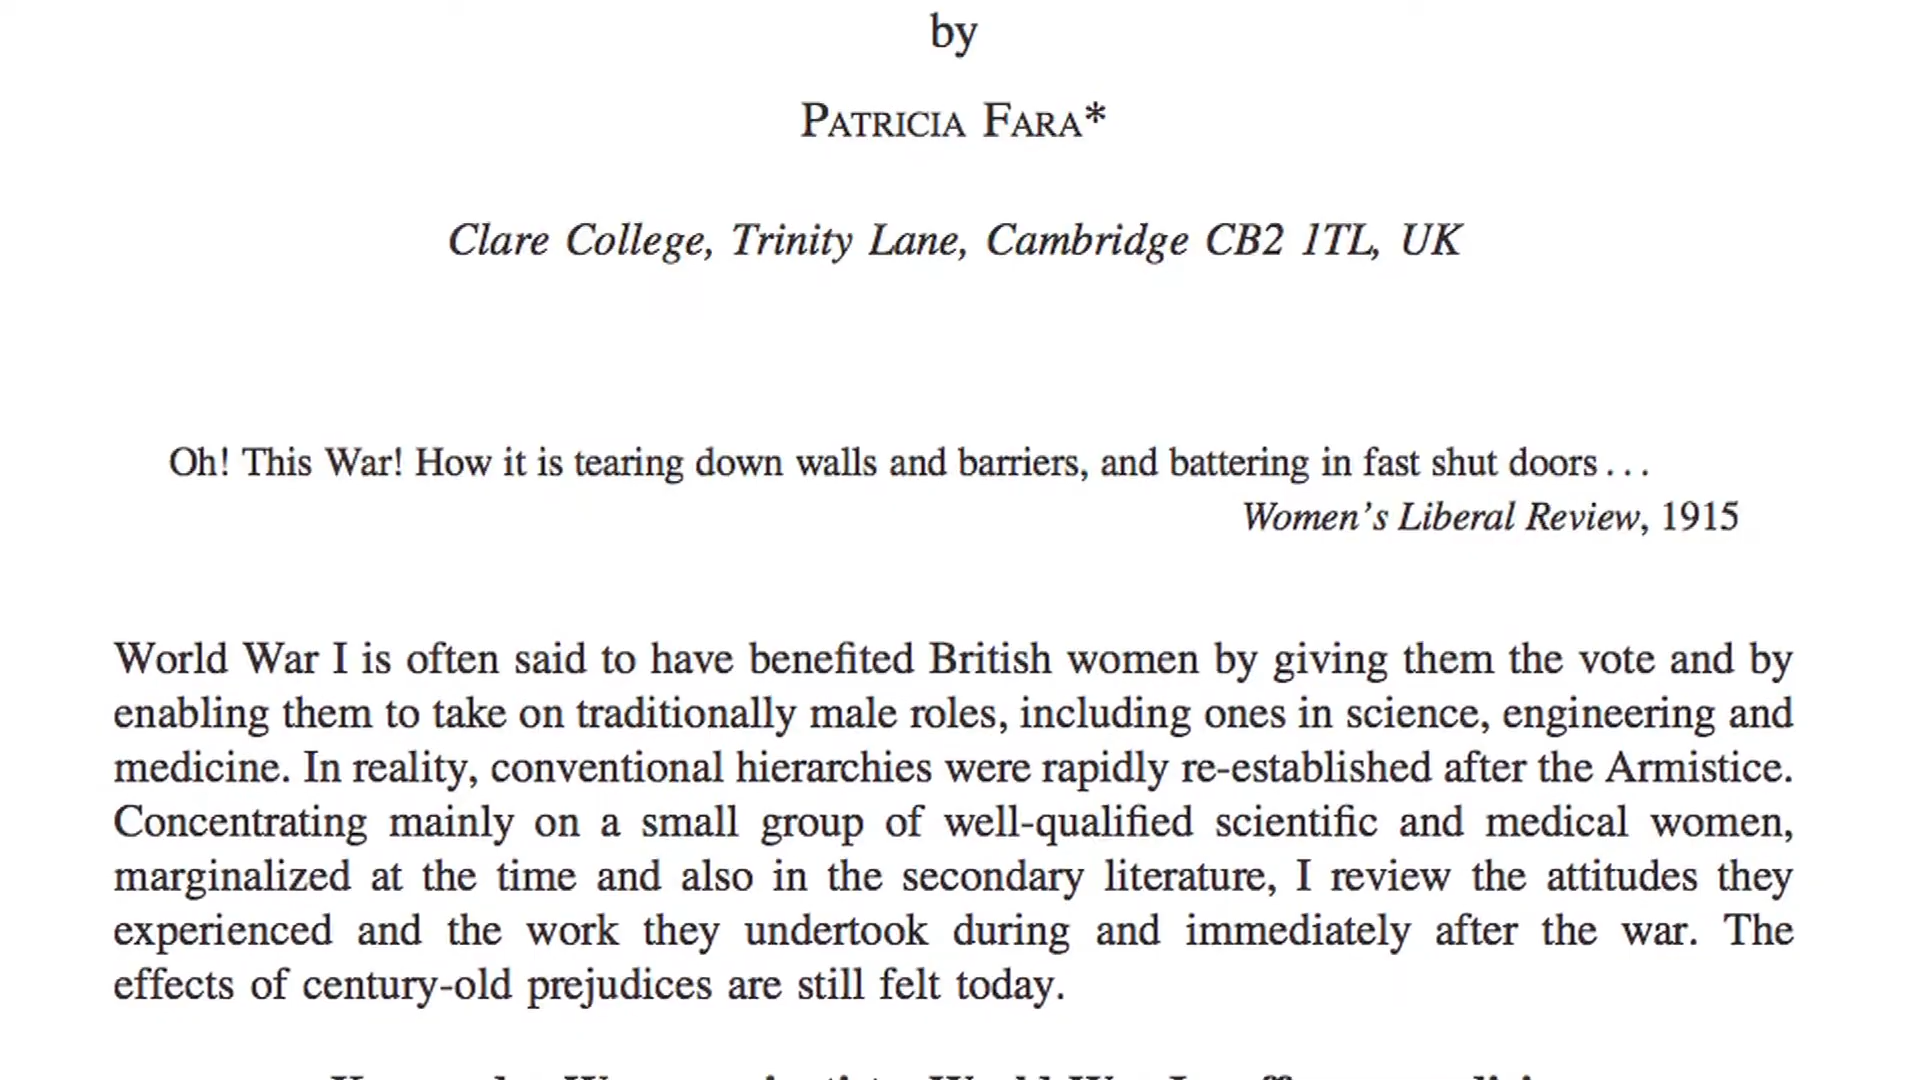 by
PATRICIA FARA*
Clare College, Trinity Lane, Cambridge CB2 1TL, UK
Oh! This War! How it is tearing down walls and barriers, and battering in fast shut doors . . .
Women's Liberal Review, 1915
World War I is often said to have benefited British women by giving them the vote and by
enabling them to take on traditionally male roles, including ones in science, engineering and
medicine. In reality, conventional hierarchies were rapidly re-established after the Armistice.
Concentrating mainly on a small group of well-qualified scientific and medical women,
marginalized at the time and also in the secondary literature, I review the attitudes they
experienced and the work they undertook during and immediately after the war. The
effects of century-old prejudices are still felt today.